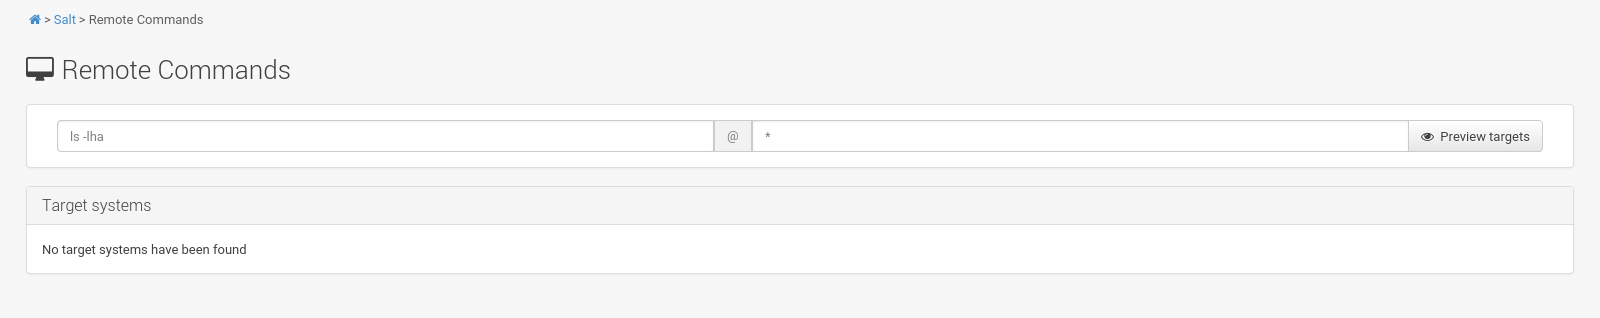 > Salt > Remote Commands
Remote Commands
ls -lha @ * Preview targets
Target systems
No target systems have been found